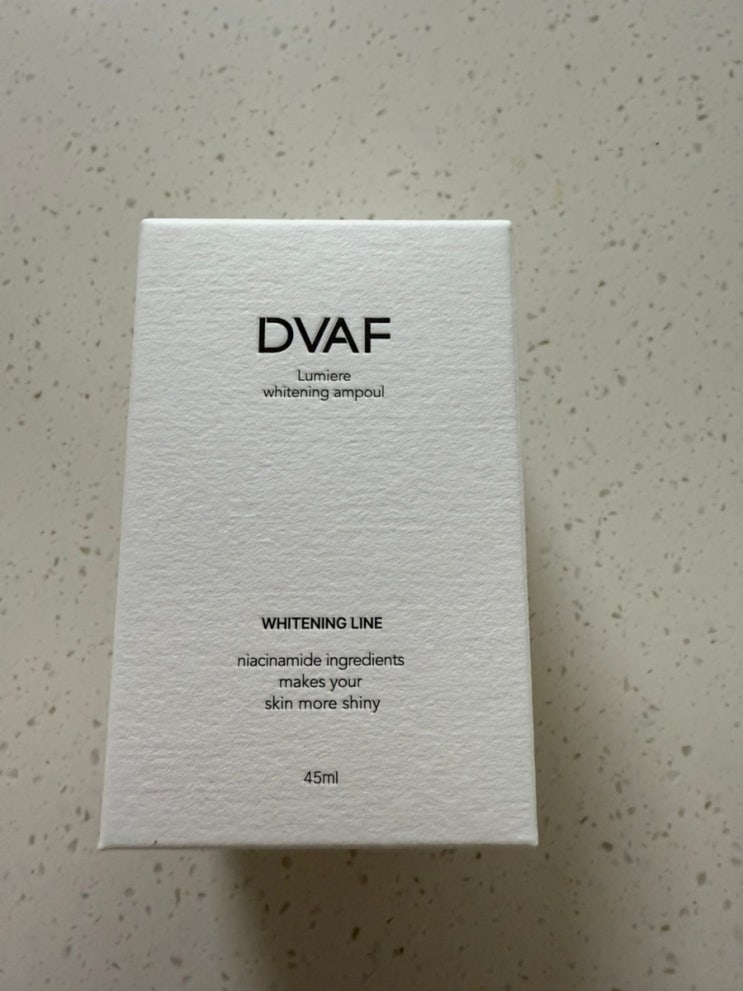 DVAF
Lumiere
whitening ampoul
WHITENING LINE
niacinamide ingredients
makes your
skin more shiny
45ml